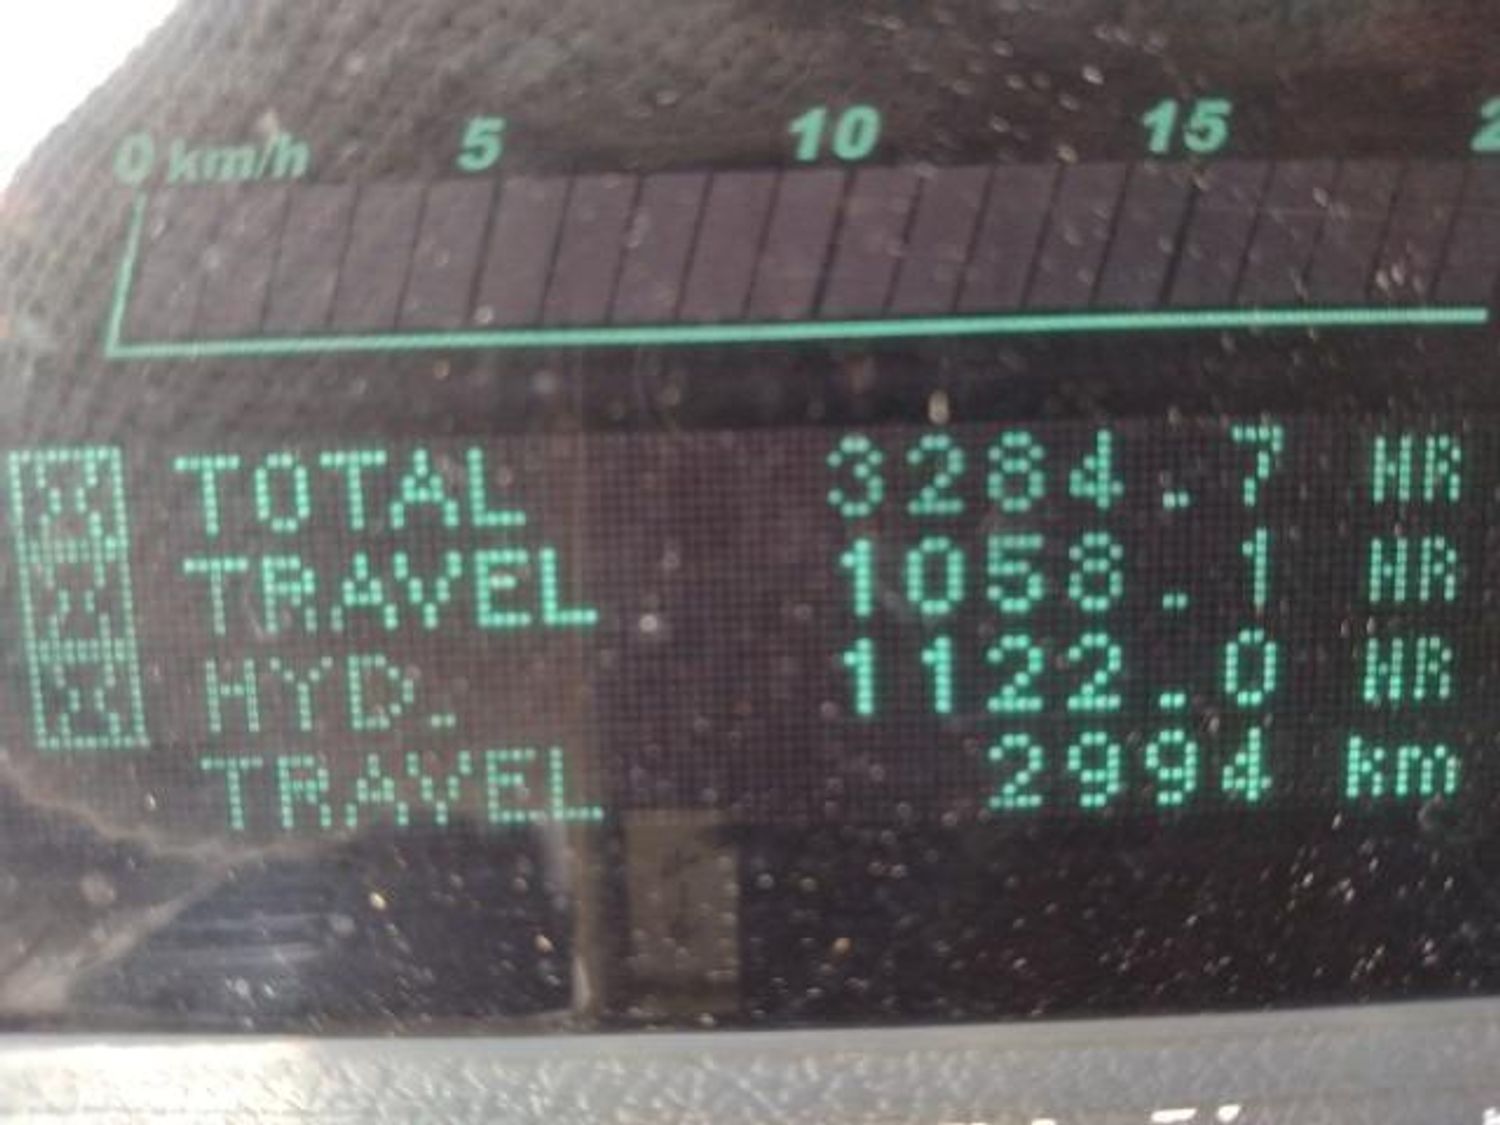 0 km/h 5 10 15 2
TOTAL 3284.7 HR
TRAVEL 1058.1 HR
HYD. 1122.0 HR
TRAVEL 2994 km